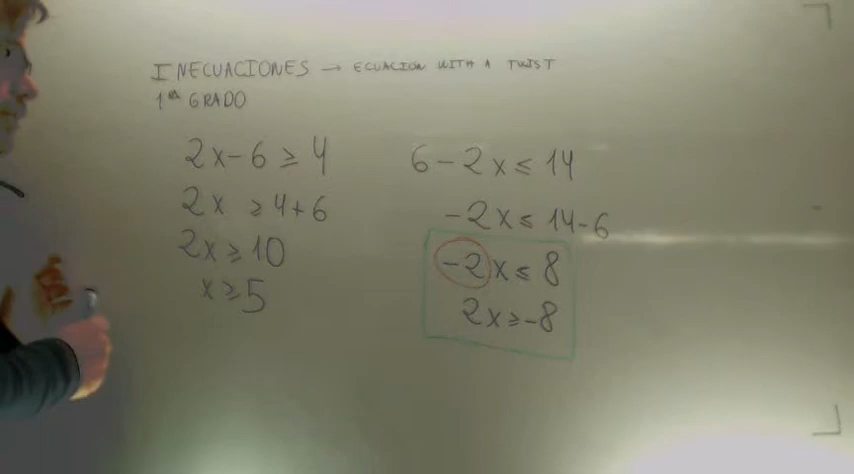 INECUACIONES → ECUACIÓN WITH A TWIST
1ER GRADO
2x-6 ≥ 4
2x ≥ 4+6
2x ≥ 10
x ≥ 5
6-2x ≤ 14
-2x ≤ 14-6
-2x ≤ 8
2x ≥ -8